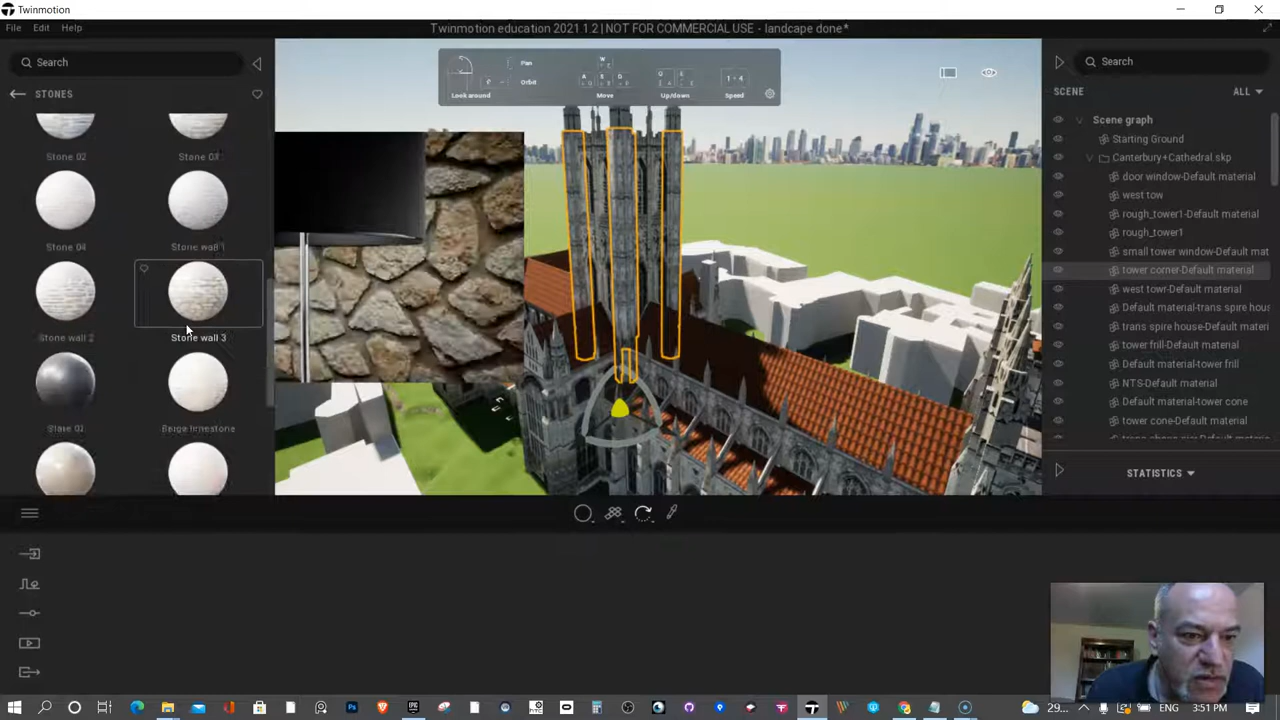 Twinmotion
File Edit Help
Twinmotion education 2021.1.2 | NOT FOR COMMERCIAL USE - landcape done*
Search
STONES
Stone 02
Stone 03
Stone 04
Stone wall 1
Stone wall 2
Stone wall 3
Slate 01
Beige limestone
Look around
Pan
Orbit
W
A S D
Move
Q E
Up/down
1 - 4
Speed
Search
SCENE
ALL
Scene graph
Starting Ground
Canterbury+Cathedral.skp
door window-Default material
west tow
rough_tower1-Default material
rough_tower1
small tower window-Default mat
tower corner-Default material
west towr-Default material
Default material-trans spire hous
trans spire house-Default materi
tower frill-Default material
Default material-tower frill
NTS-Default material
Default material-tower cone
tower cone-Default material
STATISTICS
29...
ENG
3:51 PM